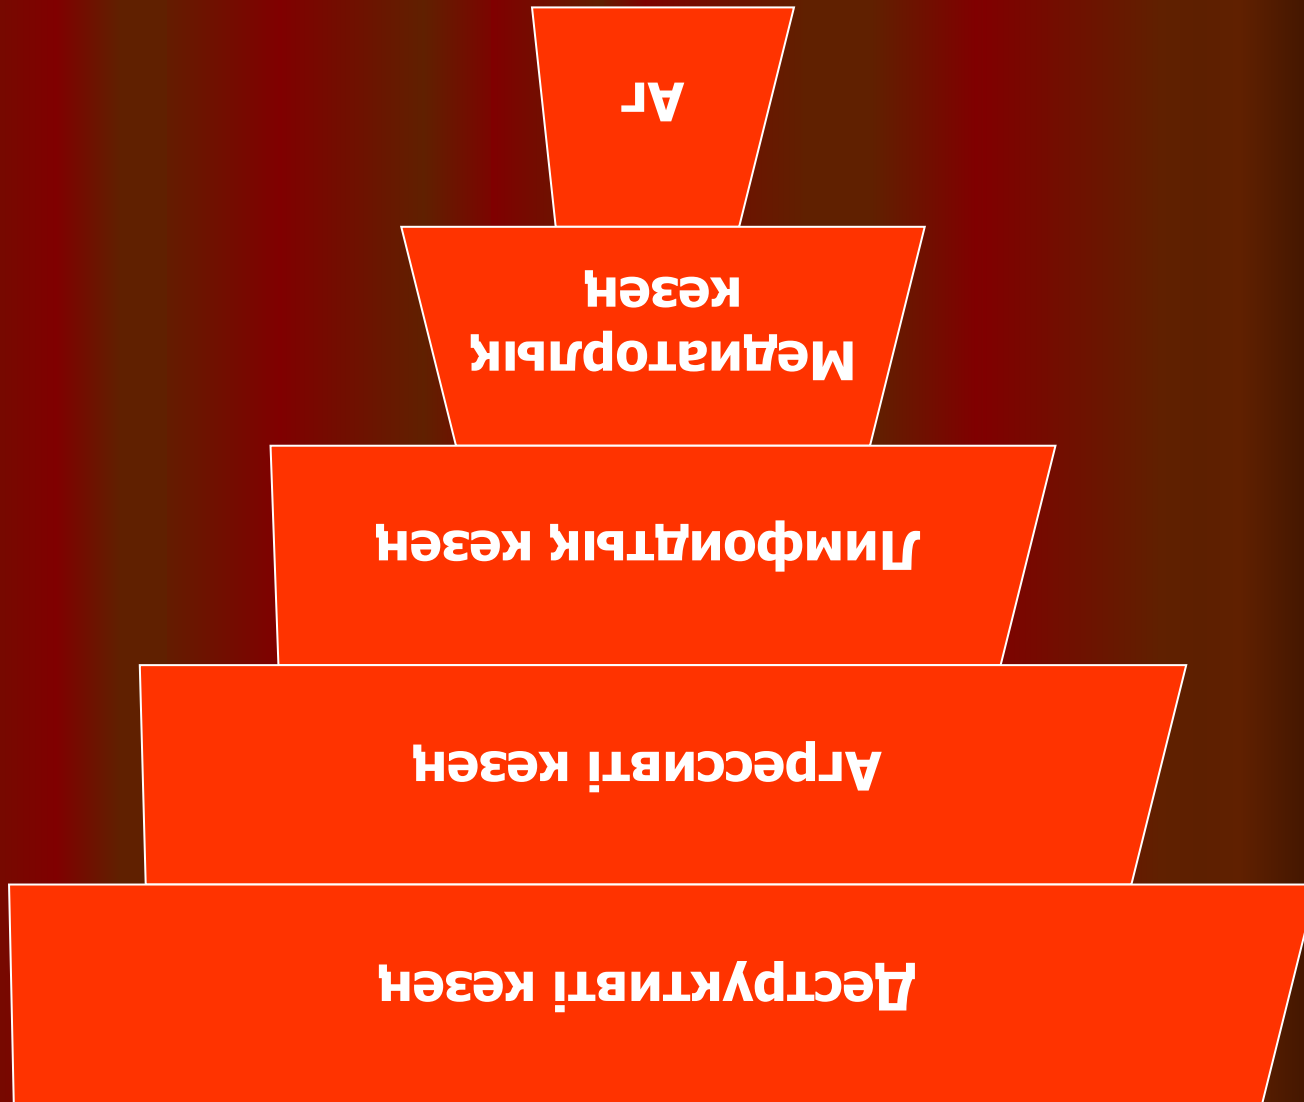 Деструктивті кезең
Агрессивті кезең
Лимфоидтық кезең
Медиаторлық
кезең
Аг